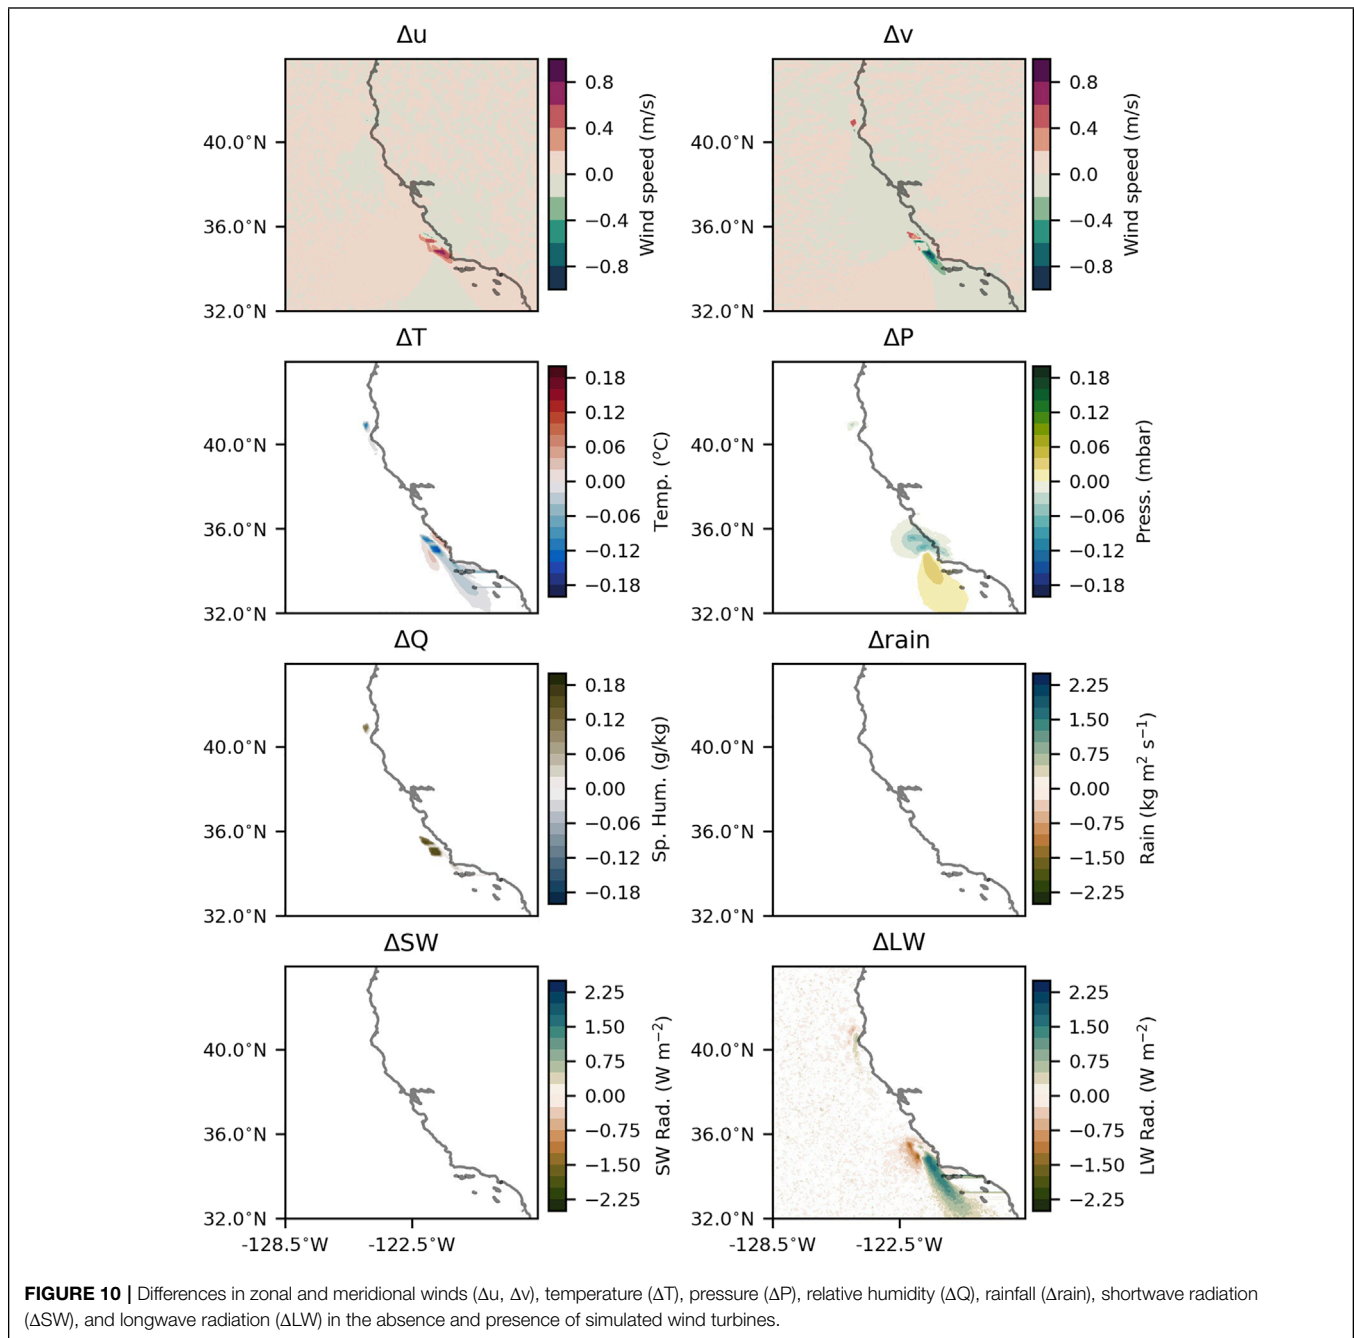 Δu
40.0°N
36.0°N
32.0°N
0.8
0.4
0.0
−0.4
−0.8
Wind speed (m/s)
Δv
40.0°N
36.0°N
32.0°N
0.8
0.4
0.0
−0.4
−0.8
Wind speed (m/s)
ΔT
40.0°N
36.0°N
32.0°N
0.18
0.12
0.06
0.00
−0.06
−0.12
−0.18
Temp. (°C)
ΔP
40.0°N
36.0°N
32.0°N
0.18
0.12
0.06
0.00
−0.06
−0.12
−0.18
Press. (mbar)
ΔQ
40.0°N
36.0°N
32.0°N
0.18
0.12
0.06
0.00
−0.06
−0.12
−0.18
Sp. Hum. (g/kg)
Δrain
40.0°N
36.0°N
32.0°N
2.25
1.50
0.75
0.00
−0.75
−1.50
−2.25
Rain (kg m² s⁻¹)
ΔSW
40.0°N
36.0°N
32.0°N
-128.5°W
-122.5°W
2.25
1.50
0.75
0.00
−0.75
−1.50
−2.25
SW Rad. (W m⁻²)
ΔLW
40.0°N
36.0°N
32.0°N
-128.5°W
-122.5°W
2.25
1.50
0.75
0.00
−0.75
−1.50
−2.25
LW Rad. (W m⁻²)
FIGURE 10 | Differences in zonal and meridional winds (Δu, Δv), temperature (ΔT), pressure (ΔP), relative humidity (ΔQ), rainfall (Δrain), shortwave radiation
(ΔSW), and longwave radiation (ΔLW) in the absence and presence of simulated wind turbines.